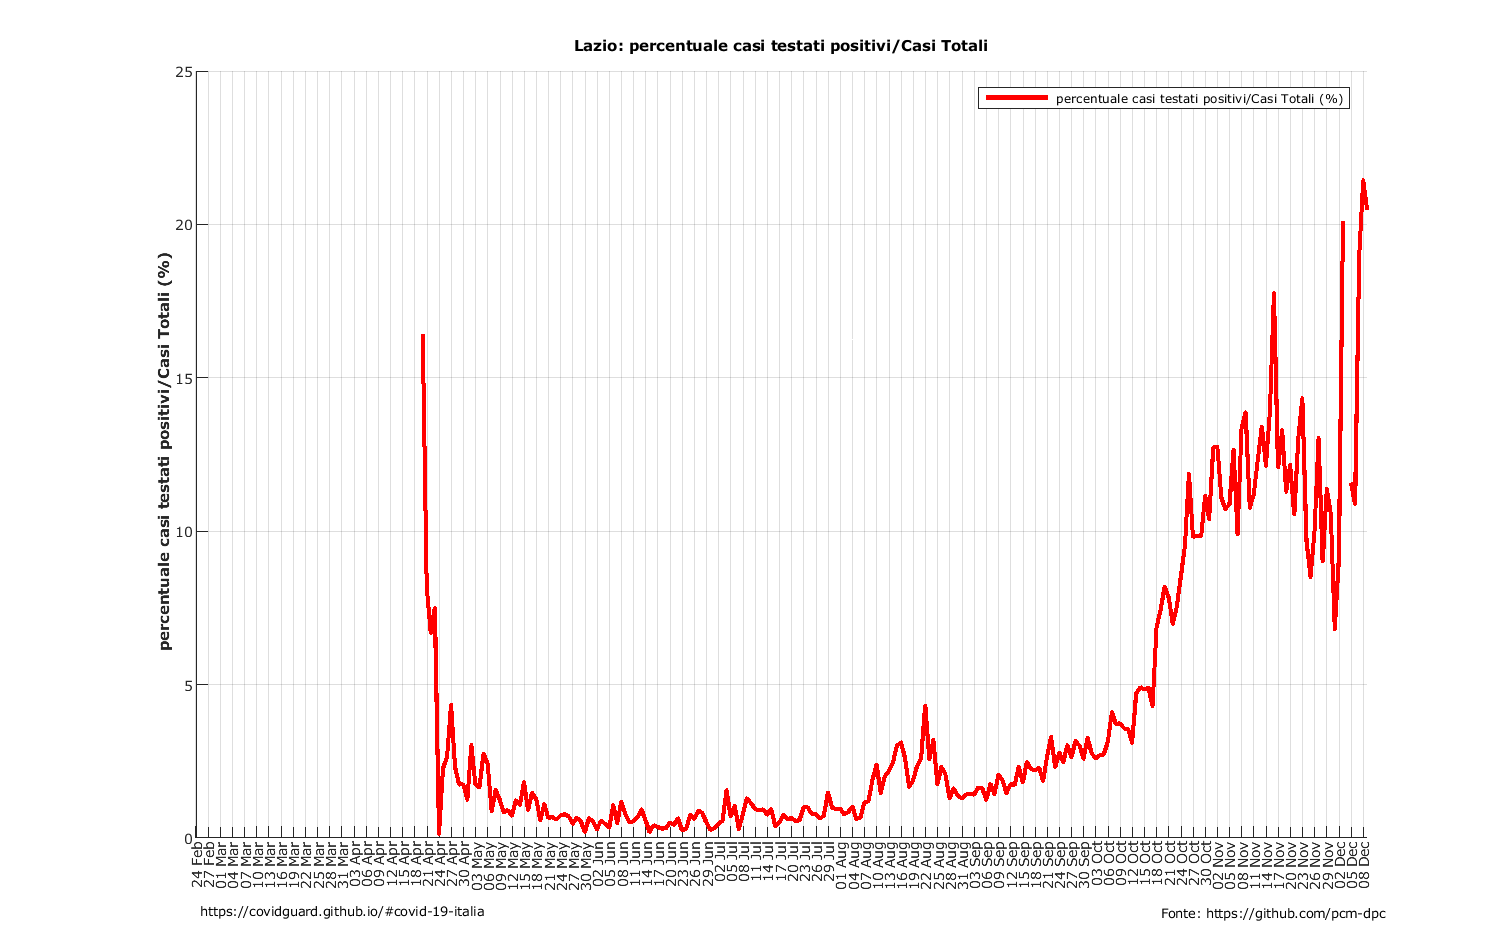 Lazio: percentuale casi testati positivi/Casi Totali
percentuale casi testati positivi/Casi Totali (%)
percentuale casi testati positivi/Casi Totali (%)
25
20
15
10
5
0
24 Feb
27 Feb
01 Mar
04 Mar
07 Mar
10 Mar
13 Mar
16 Mar
19 Mar
22 Mar
25 Mar
28 Mar
31 Mar
03 Apr
06 Apr
09 Apr
12 Apr
15 Apr
18 Apr
21 Apr
24 Apr
27 Apr
30 Apr
03 May
06 May
09 May
12 May
15 May
18 May
21 May
24 May
27 May
30 May
02 Jun
05 Jun
08 Jun
11 Jun
14 Jun
17 Jun
20 Jun
23 Jun
26 Jun
29 Jun
02 Jul
05 Jul
08 Jul
11 Jul
14 Jul
17 Jul
20 Jul
23 Jul
26 Jul
29 Jul
01 Aug
04 Aug
07 Aug
10 Aug
13 Aug
16 Aug
19 Aug
22 Aug
25 Aug
28 Aug
31 Aug
03 Sep
06 Sep
09 Sep
12 Sep
15 Sep
18 Sep
21 Sep
24 Sep
27 Sep
30 Sep
03 Oct
06 Oct
09 Oct
12 Oct
15 Oct
18 Oct
21 Oct
24 Oct
27 Oct
30 Oct
02 Nov
05 Nov
08 Nov
11 Nov
14 Nov
17 Nov
20 Nov
23 Nov
26 Nov
29 Nov
02 Dec
05 Dec
08 Dec
https://covidguard.github.io/#covid-19-italia
Fonte: https://github.com/pcm-dpc